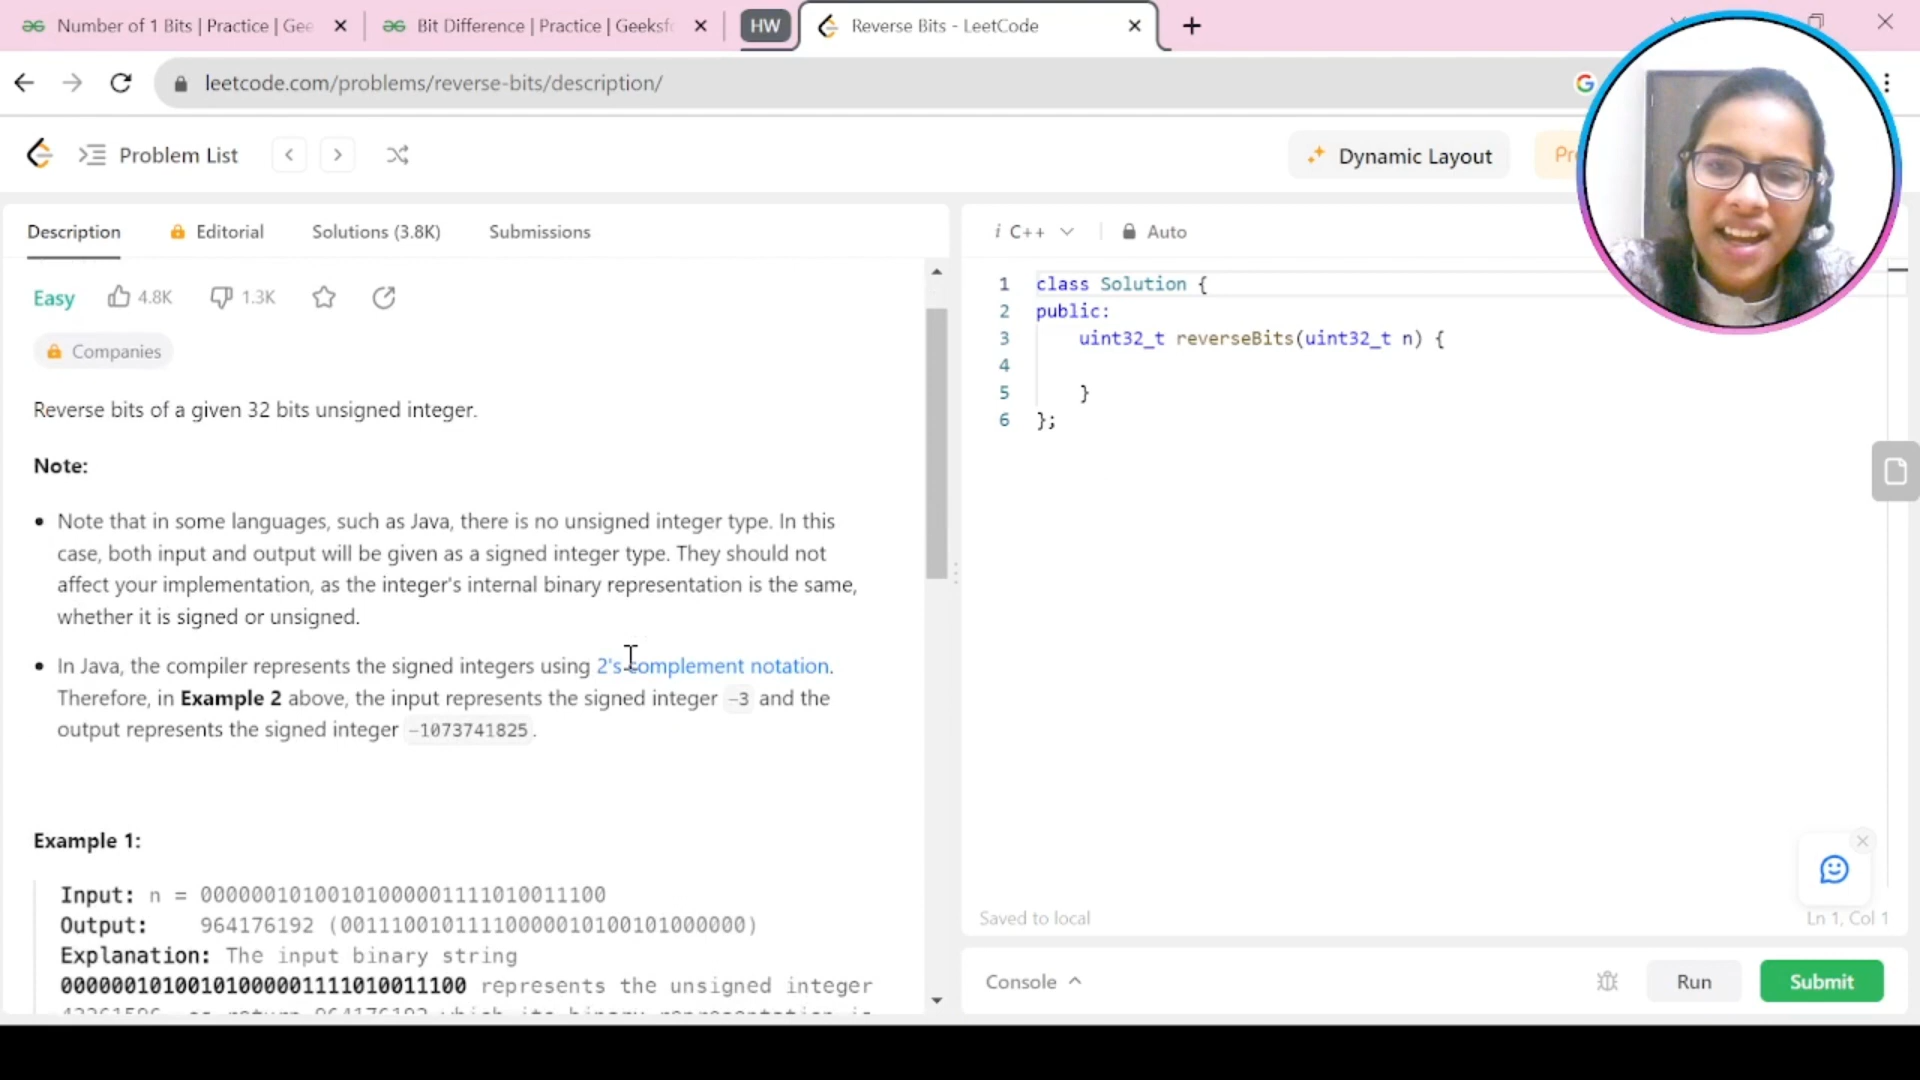 Number of 1 Bits | Practice | Gee
Bit Difference | Practice | Geeksfo
HW
Reverse Bits - LeetCode
leetcode.com/problems/reverse-bits/description/
Problem List
Dynamic Layout
Description
Editorial
Solutions (3.8K)
Submissions
Easy
4.8K
1.3K
Companies
Reverse bits of a given 32 bits unsigned integer.
Note:
• Note that in some languages, such as Java, there is no unsigned integer type. In this
case, both input and output will be given as a signed integer type. They should not
affect your implementation, as the integer's internal binary representation is the same,
whether it is signed or unsigned.
• In Java, the compiler represents the signed integers using 2's complement notation.
Therefore, in Example 2 above, the input represents the signed integer -3 and the
output represents the signed integer -1073741825.
Example 1:
Input: n = 00000010100101000001111010011100
Output: 964176192 (00111001011110000010100101000000)
Explanation: The input binary string
00000010100101000001111010011100 represents the unsigned integer
i C++
Auto
1 class Solution {
2 public:
3 uint32_t reverseBits(uint32_t n) {
4
5 }
6 };
Saved to local
Ln 1, Col 1
Console
Run
Submit